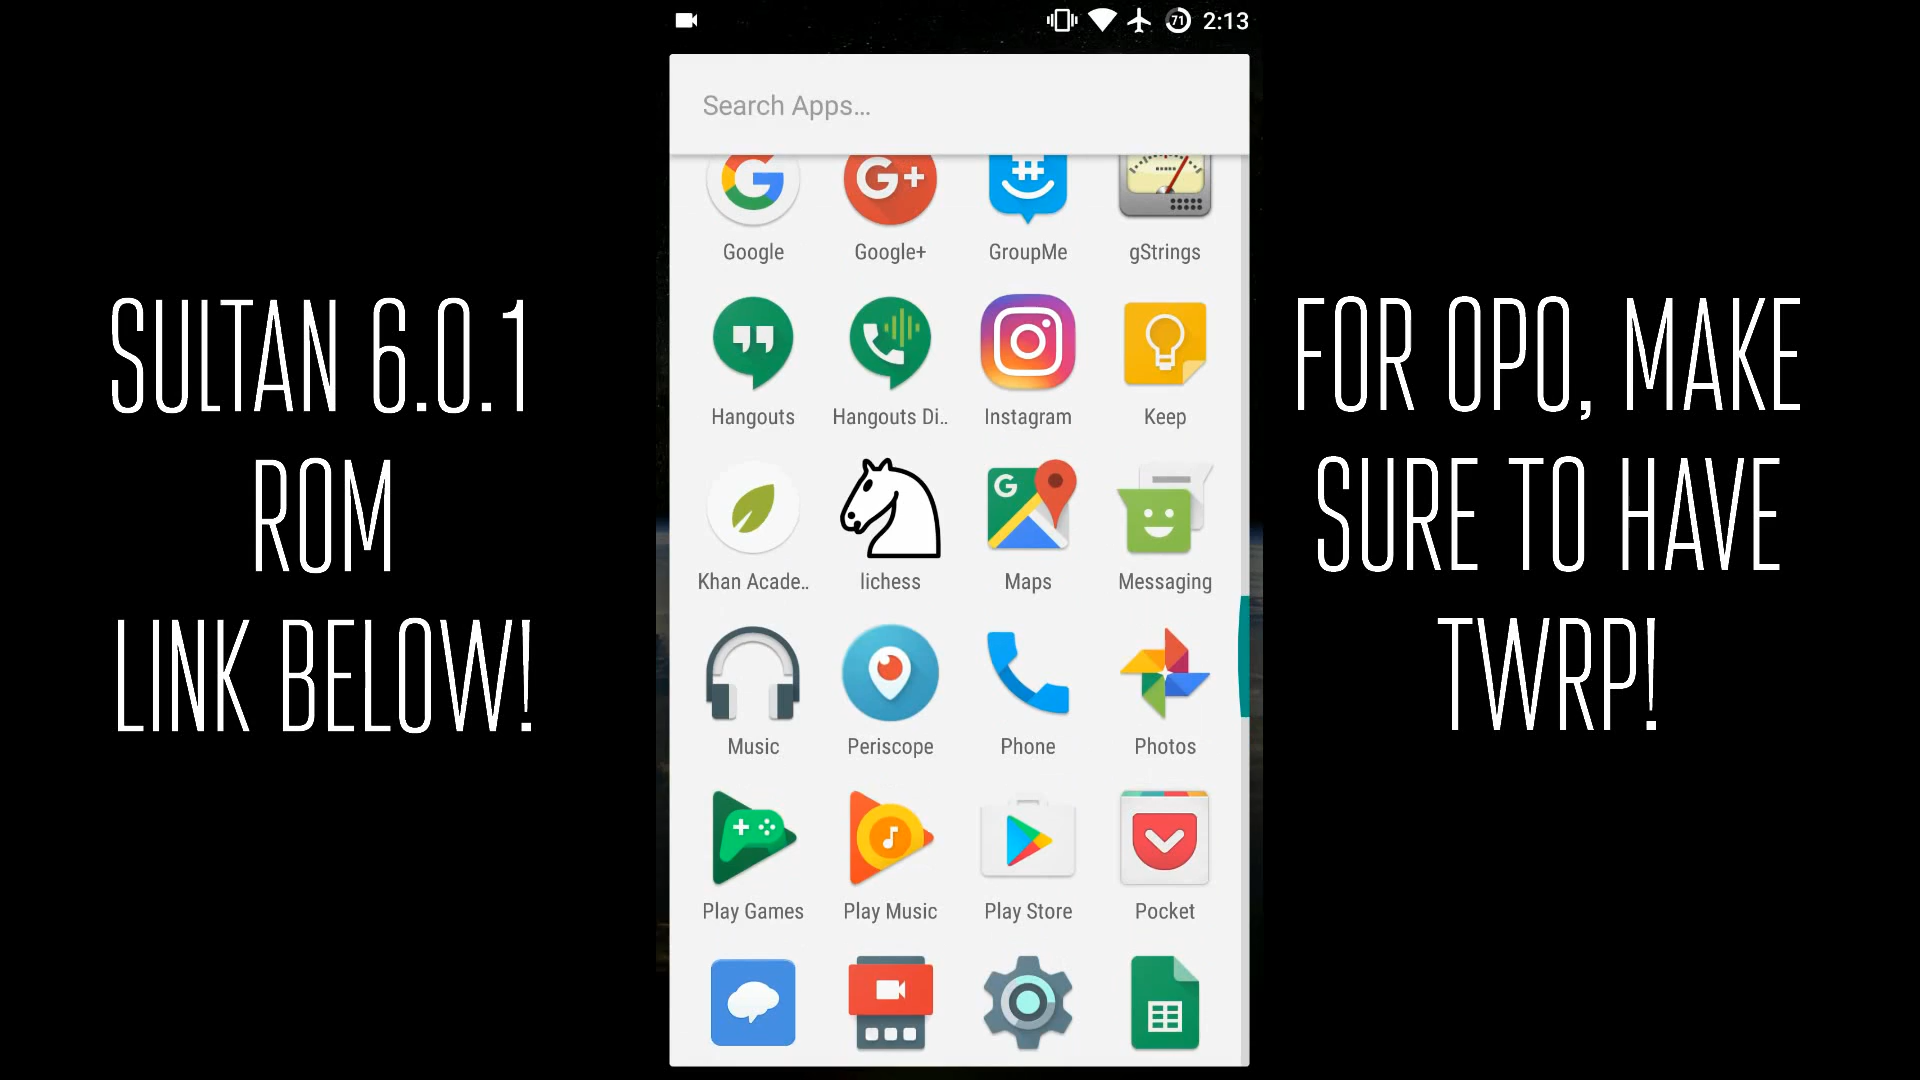 71 2:13
Search Apps...
G G+ #
Google Google+ GroupMe gStrings
Hangouts Hangouts Di.. Instagram Keep
G
Khan Acade.. lichess Maps Messaging
Music Periscope Phone Photos
Play Games Play Music Play Store Pocket
SULTAN 6.0.1
ROM
LINK BELOW!
FOR OPO, MAKE
SURE TO HAVE
TWRP!